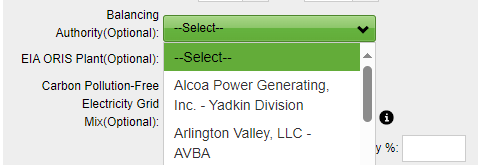 Balancing
Authority(Optional):
--Select--
EIA ORIS Plant(Optional):
--Select--
Carbon Pollution-Free
Electricity Grid
Mix(Optional):
Alcoa Power Generating,
Inc. - Yadkin Division
Arlington Valley, LLC -
AVBA
y %: